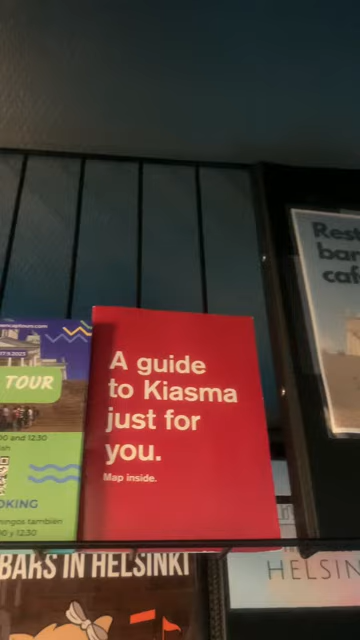 TOUR
00 and 12:30
OKING
mingos también
00 y 12:30
A guide
to Kiasma
just for
you.
Map inside.
Rest
bar
caf
BARS IN HELSINKI
HELSIN